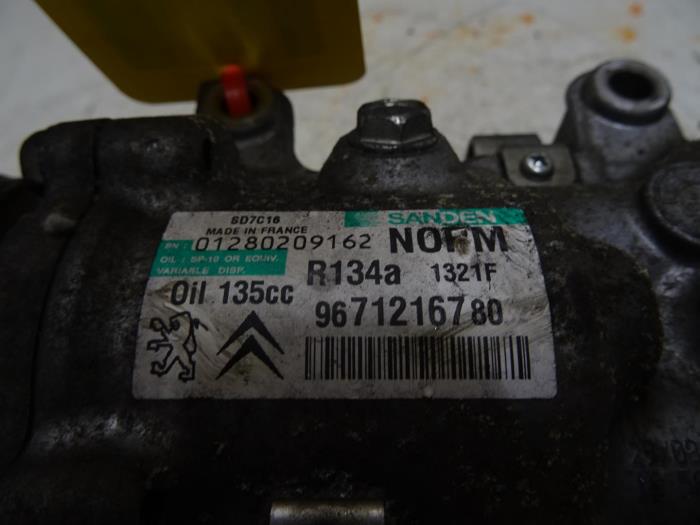 SD7C16
SANDEN
MADE IN FRANCE
SN: 01280209162 NOFM
OIL : SP-10 OR EQUIV.
VARIABLE DISP.
R134a 1321F
Oil 135cc
9671216780